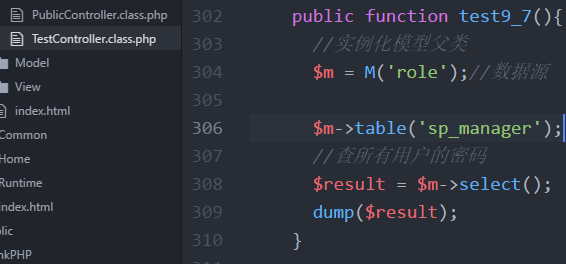 PublicController.class.php
TestController.class.php
Model
View
index.html
Common
Home
Runtime
ndex.html
blic
nkPHP
302 public function test9_7(){
303 //实例化模型父类
304 $m = M('role');//数据源
305
306 $m->table('sp_manager');
307 //查所有用户的密码
308 $result = $m->select();
309 dump($result);
310 }